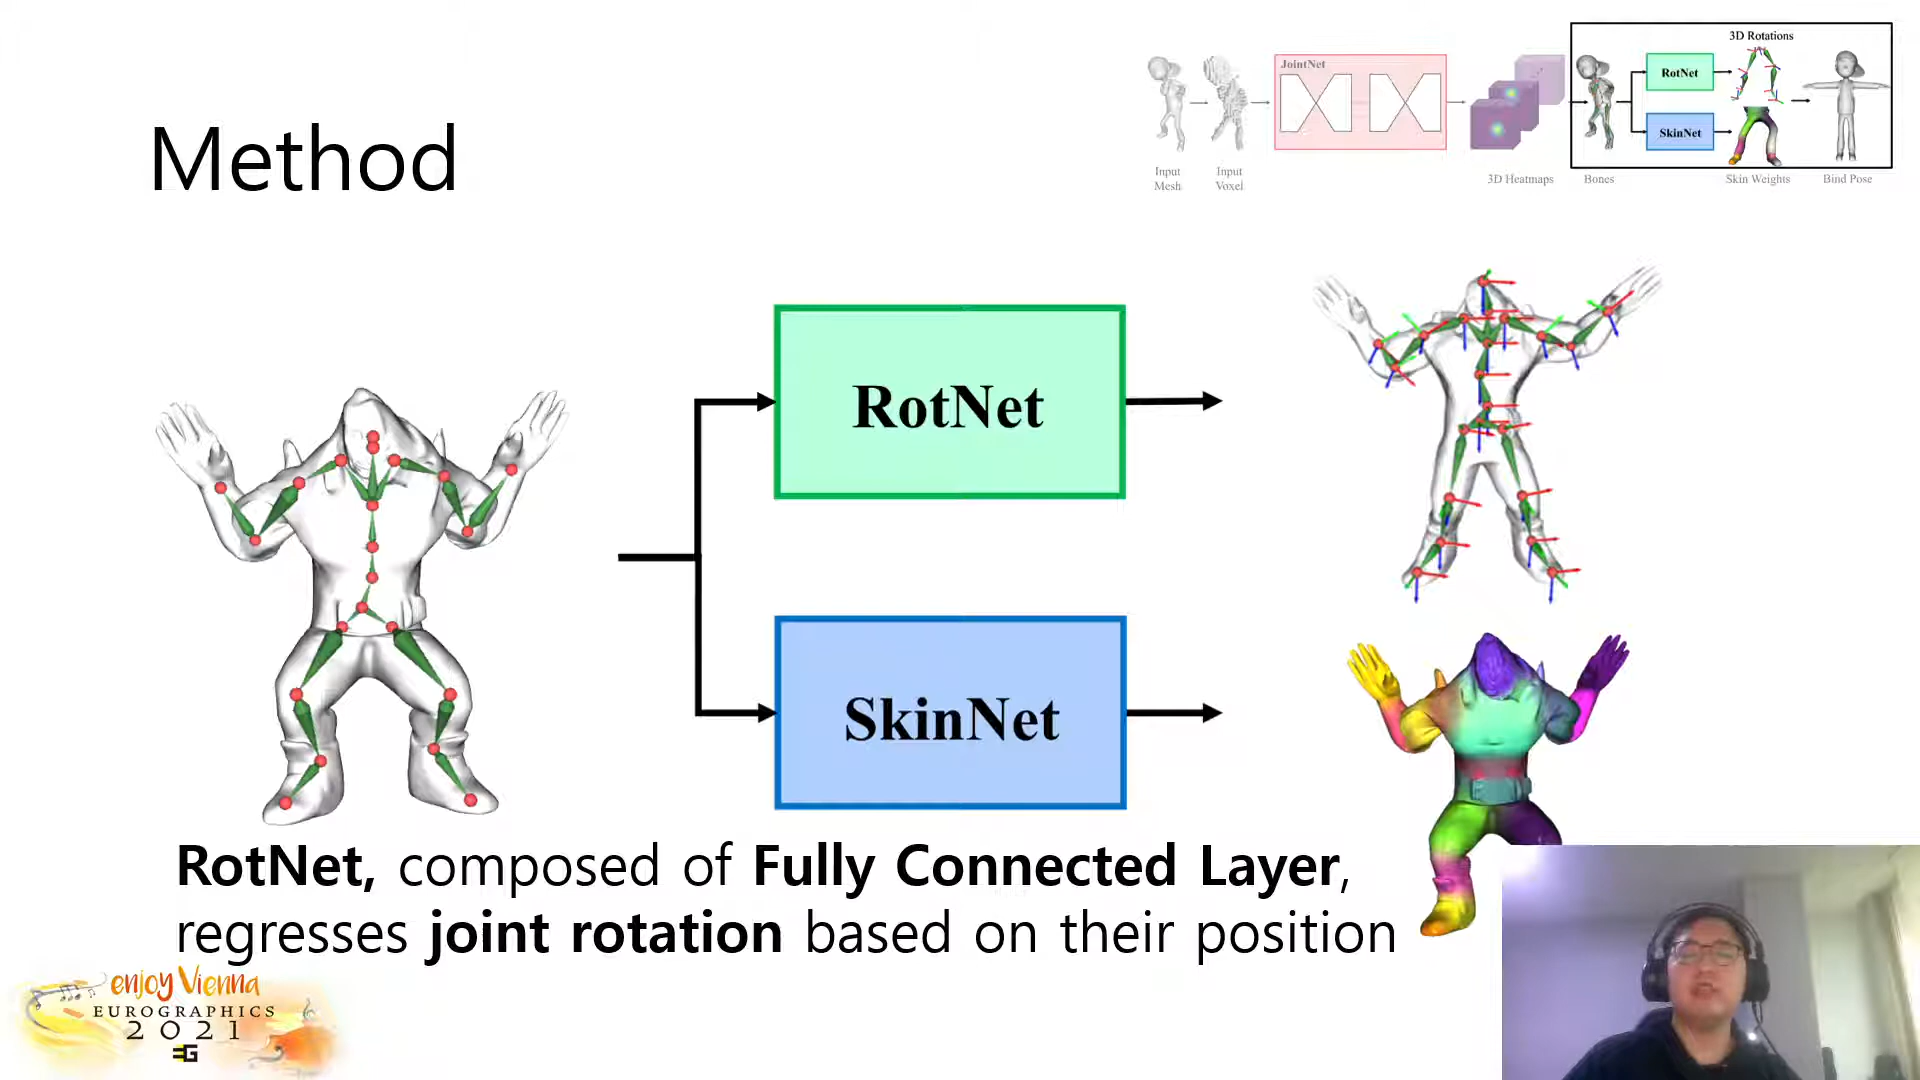 Method
JointNet
3D Rotations
RotNet
SkinNet
Input Mesh
Input Voxel
3D Heatmaps
Bones
Skin Weights
Bind Pose
RotNet
SkinNet
RotNet, composed of Fully Connected Layer,
regresses joint rotation based on their position
enjoy Vienna
EUROGRAPHICS
2021
EG